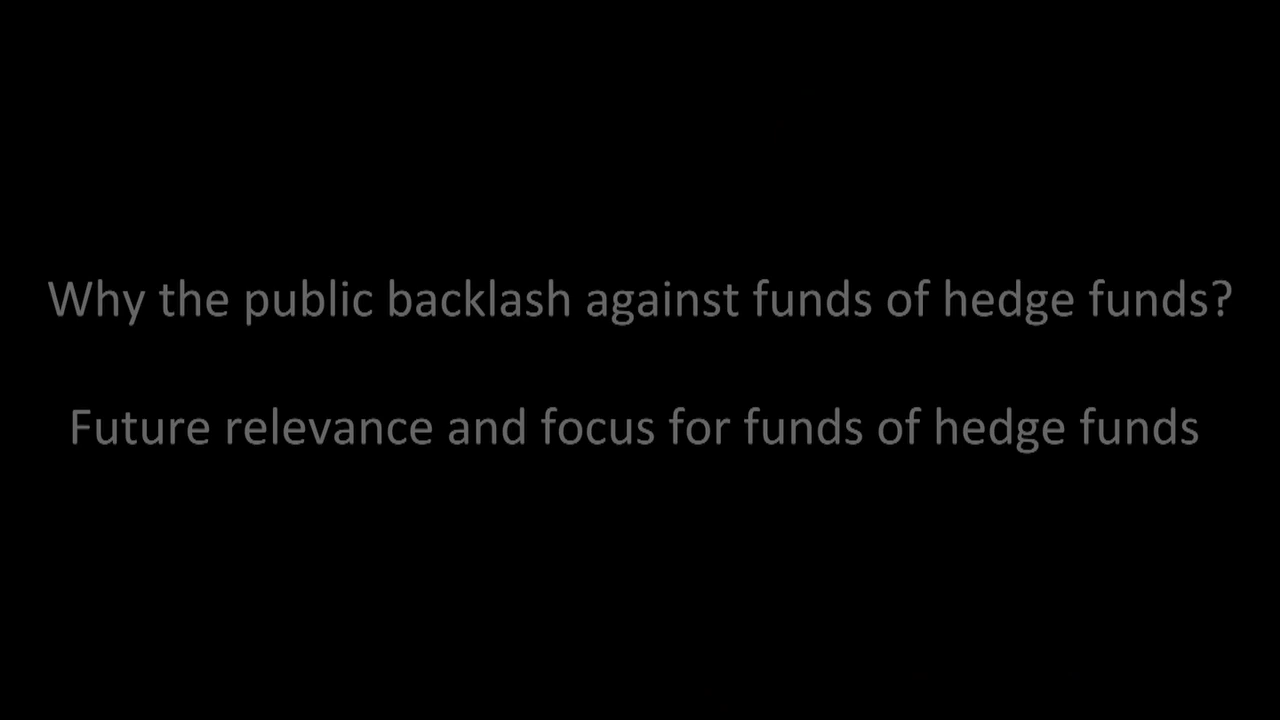 Why the public backlash against funds of hedge funds?
Future relevance and focus for funds of hedge funds